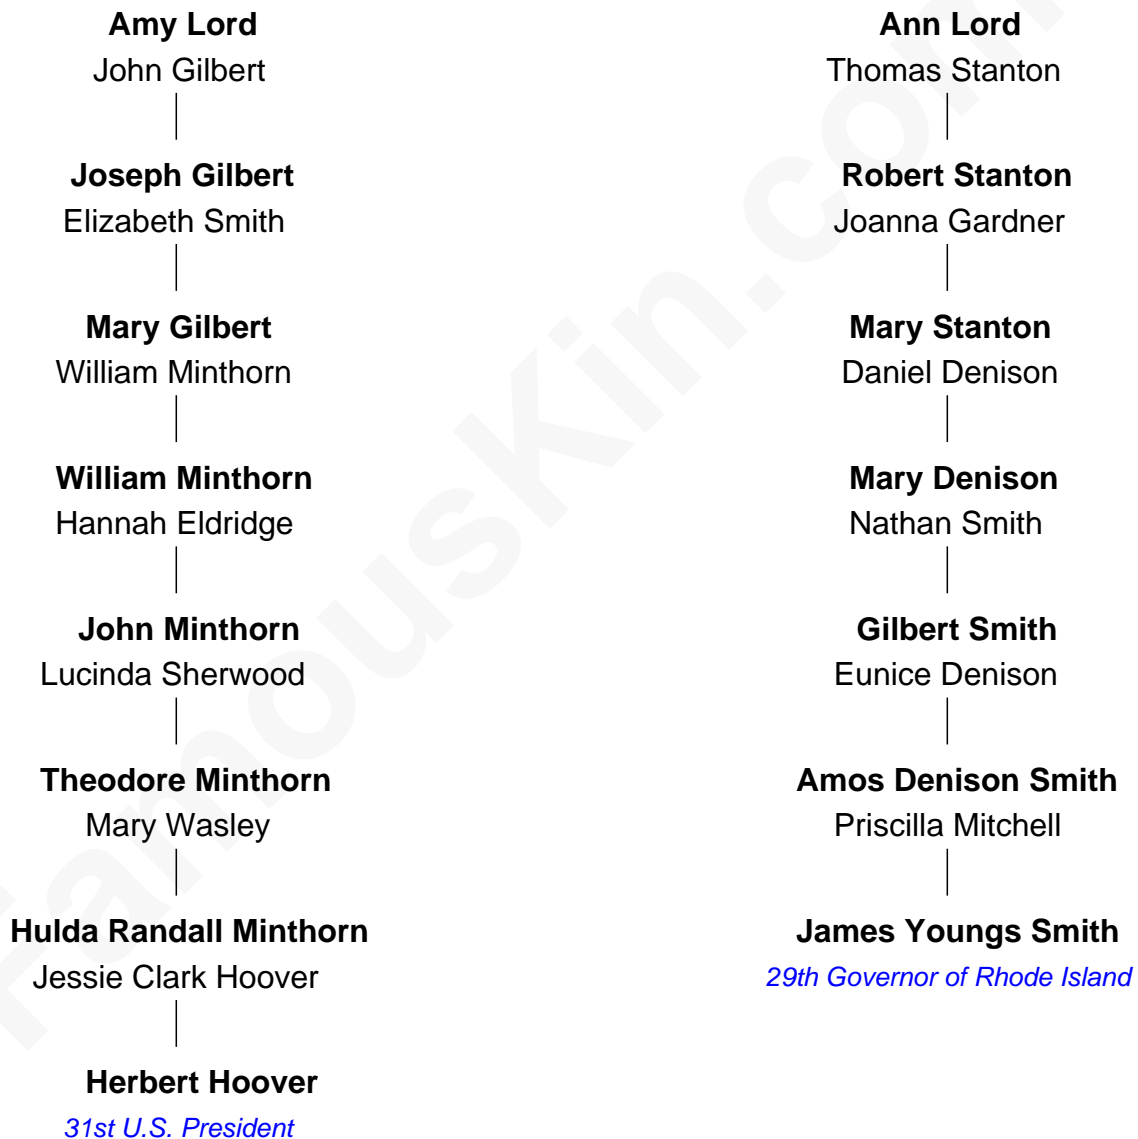 Amy Lord
John Gilbert
Joseph Gilbert
Elizabeth Smith
Mary Gilbert
William Minthorn
William Minthorn
Hannah Eldridge
John Minthorn
Lucinda Sherwood
Theodore Minthorn
Mary Wasley
Hulda Randall Minthorn
Jessie Clark Hoover
Herbert Hoover
31st U.S. President
Ann Lord
Thomas Stanton
Robert Stanton
Joanna Gardner
Mary Stanton
Daniel Denison
Mary Denison
Nathan Smith
Gilbert Smith
Eunice Denison
Amos Denison Smith
Priscilla Mitchell
James Youngs Smith
29th Governor of Rhode Island
FamousKin.com